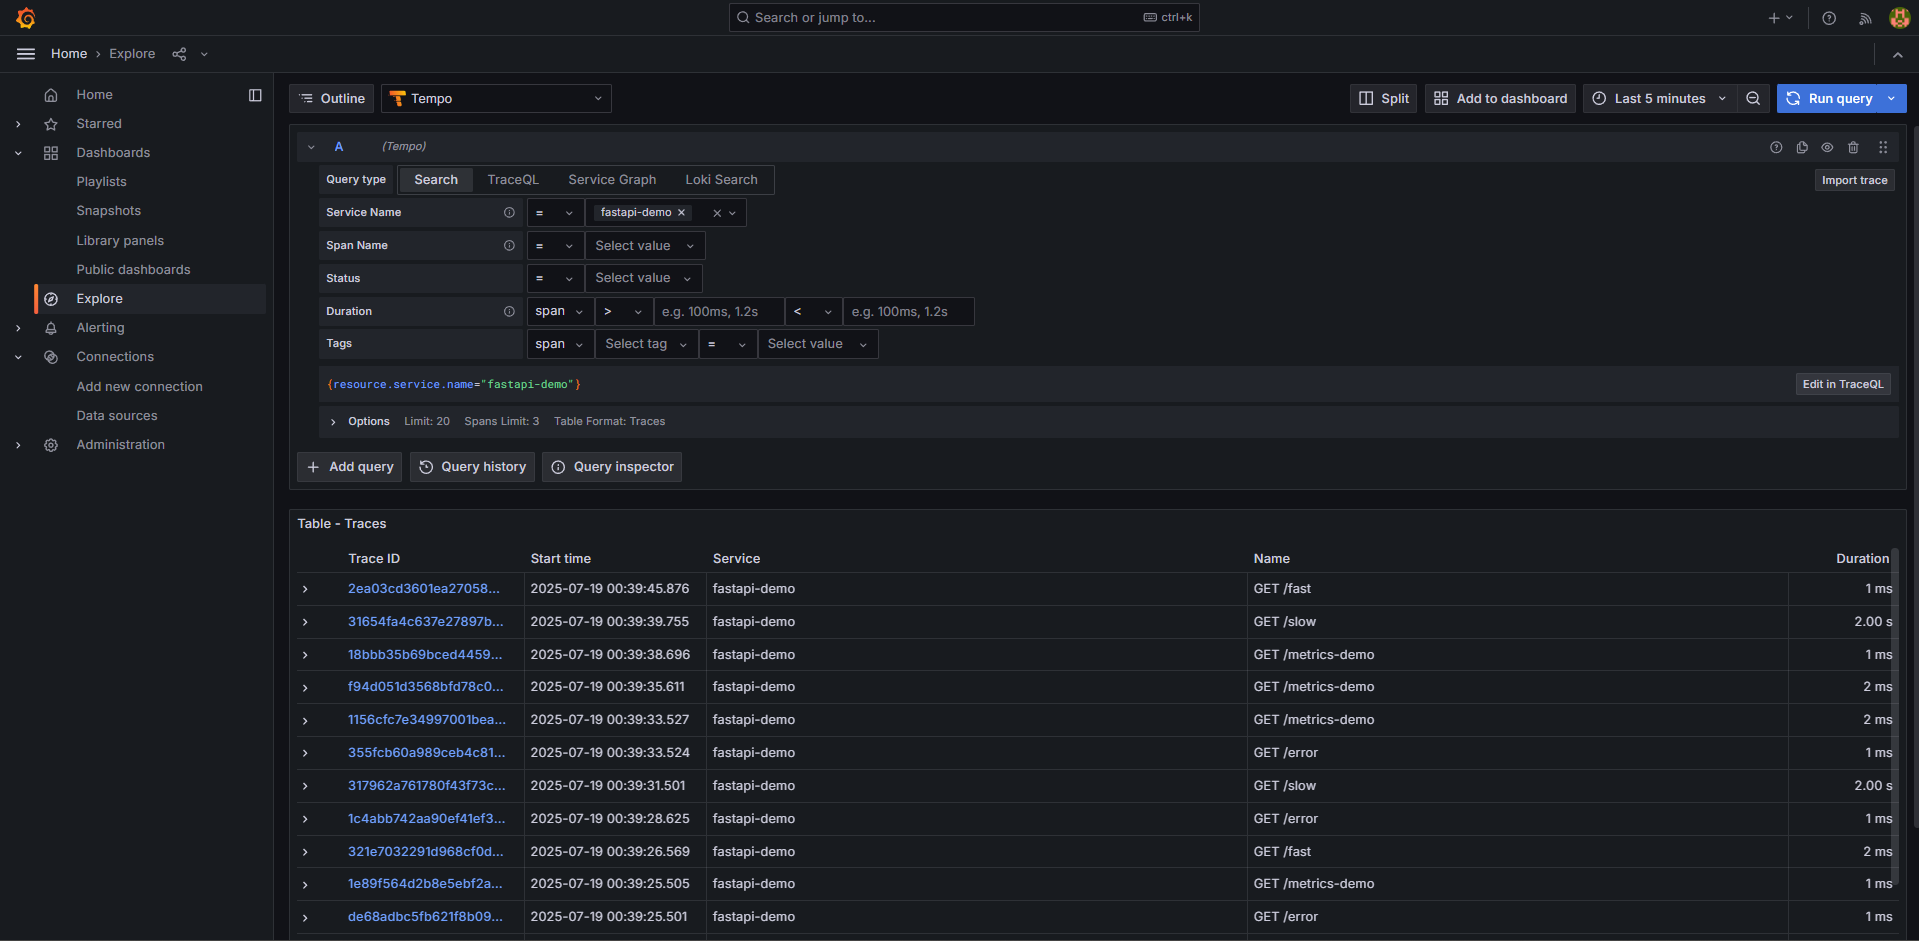 Search or jump to...
ctrl+k
Home
Explore
Home
Starred
Dashboards
Playlists
Snapshots
Library panels
Public dashboards
Explore
Alerting
Connections
Add new connection
Data sources
Administration
Outline
Tempo
Split
Add to dashboard
Last 5 minutes
Run query
A (Tempo)
Query type Search TraceQL Service Graph Loki Search Import trace
Service Name = fastapi-demo
Span Name = Select value
Status = Select value
Duration span > e.g. 100ms, 1.2s < e.g. 100ms, 1.2s
Tags span Select tag = Select value
{resource.service.name="fastapi-demo"} Edit in TraceQL
Options Limit: 20 Spans Limit: 3 Table Format: Traces
Add query Query history Query inspector
Table - Traces
Trace ID Start time Service Name Duration
2ea03cd3601ea27058... 2025-07-19 00:39:45.876 fastapi-demo GET /fast 1 ms
31654fa4c637e27897b... 2025-07-19 00:39:39.755 fastapi-demo GET /slow 2.00 s
18bbb35b69bced4459... 2025-07-19 00:39:38.696 fastapi-demo GET /metrics-demo 1 ms
f94d051d3568bfd78c0... 2025-07-19 00:39:35.611 fastapi-demo GET /metrics-demo 2 ms
1156cfc7e34997001bea... 2025-07-19 00:39:33.527 fastapi-demo GET /metrics-demo 2 ms
355fcb60a989ceb4c81... 2025-07-19 00:39:33.524 fastapi-demo GET /error 1 ms
317962a761780f43f73c... 2025-07-19 00:39:31.501 fastapi-demo GET /slow 2.00 s
1c4abb742aa90ef41ef3... 2025-07-19 00:39:28.625 fastapi-demo GET /error 1 ms
321e7032291d968cf0d... 2025-07-19 00:39:26.569 fastapi-demo GET /fast 2 ms
1e89f564d2b8e5ebf2a... 2025-07-19 00:39:25.505 fastapi-demo GET /metrics-demo 1 ms
de68adbc5fb621f8b09... 2025-07-19 00:39:25.501 fastapi-demo GET /error 1 ms